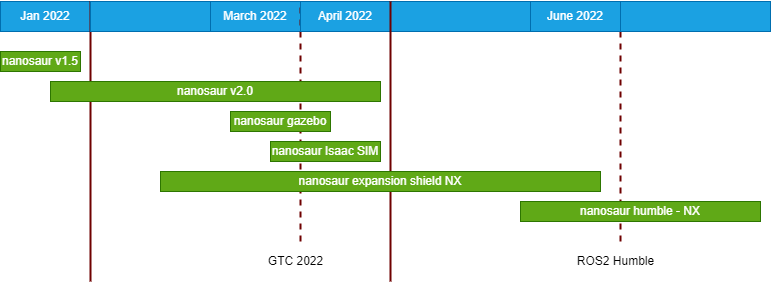 Jan 2022
March 2022
April 2022
June 2022
nanosaur v1.5
nanosaur v2.0
nanosaur gazebo
nanosaur Isaac SIM
nanosaur expansion shield NX
nanosaur humble - NX
GTC 2022
ROS2 Humble